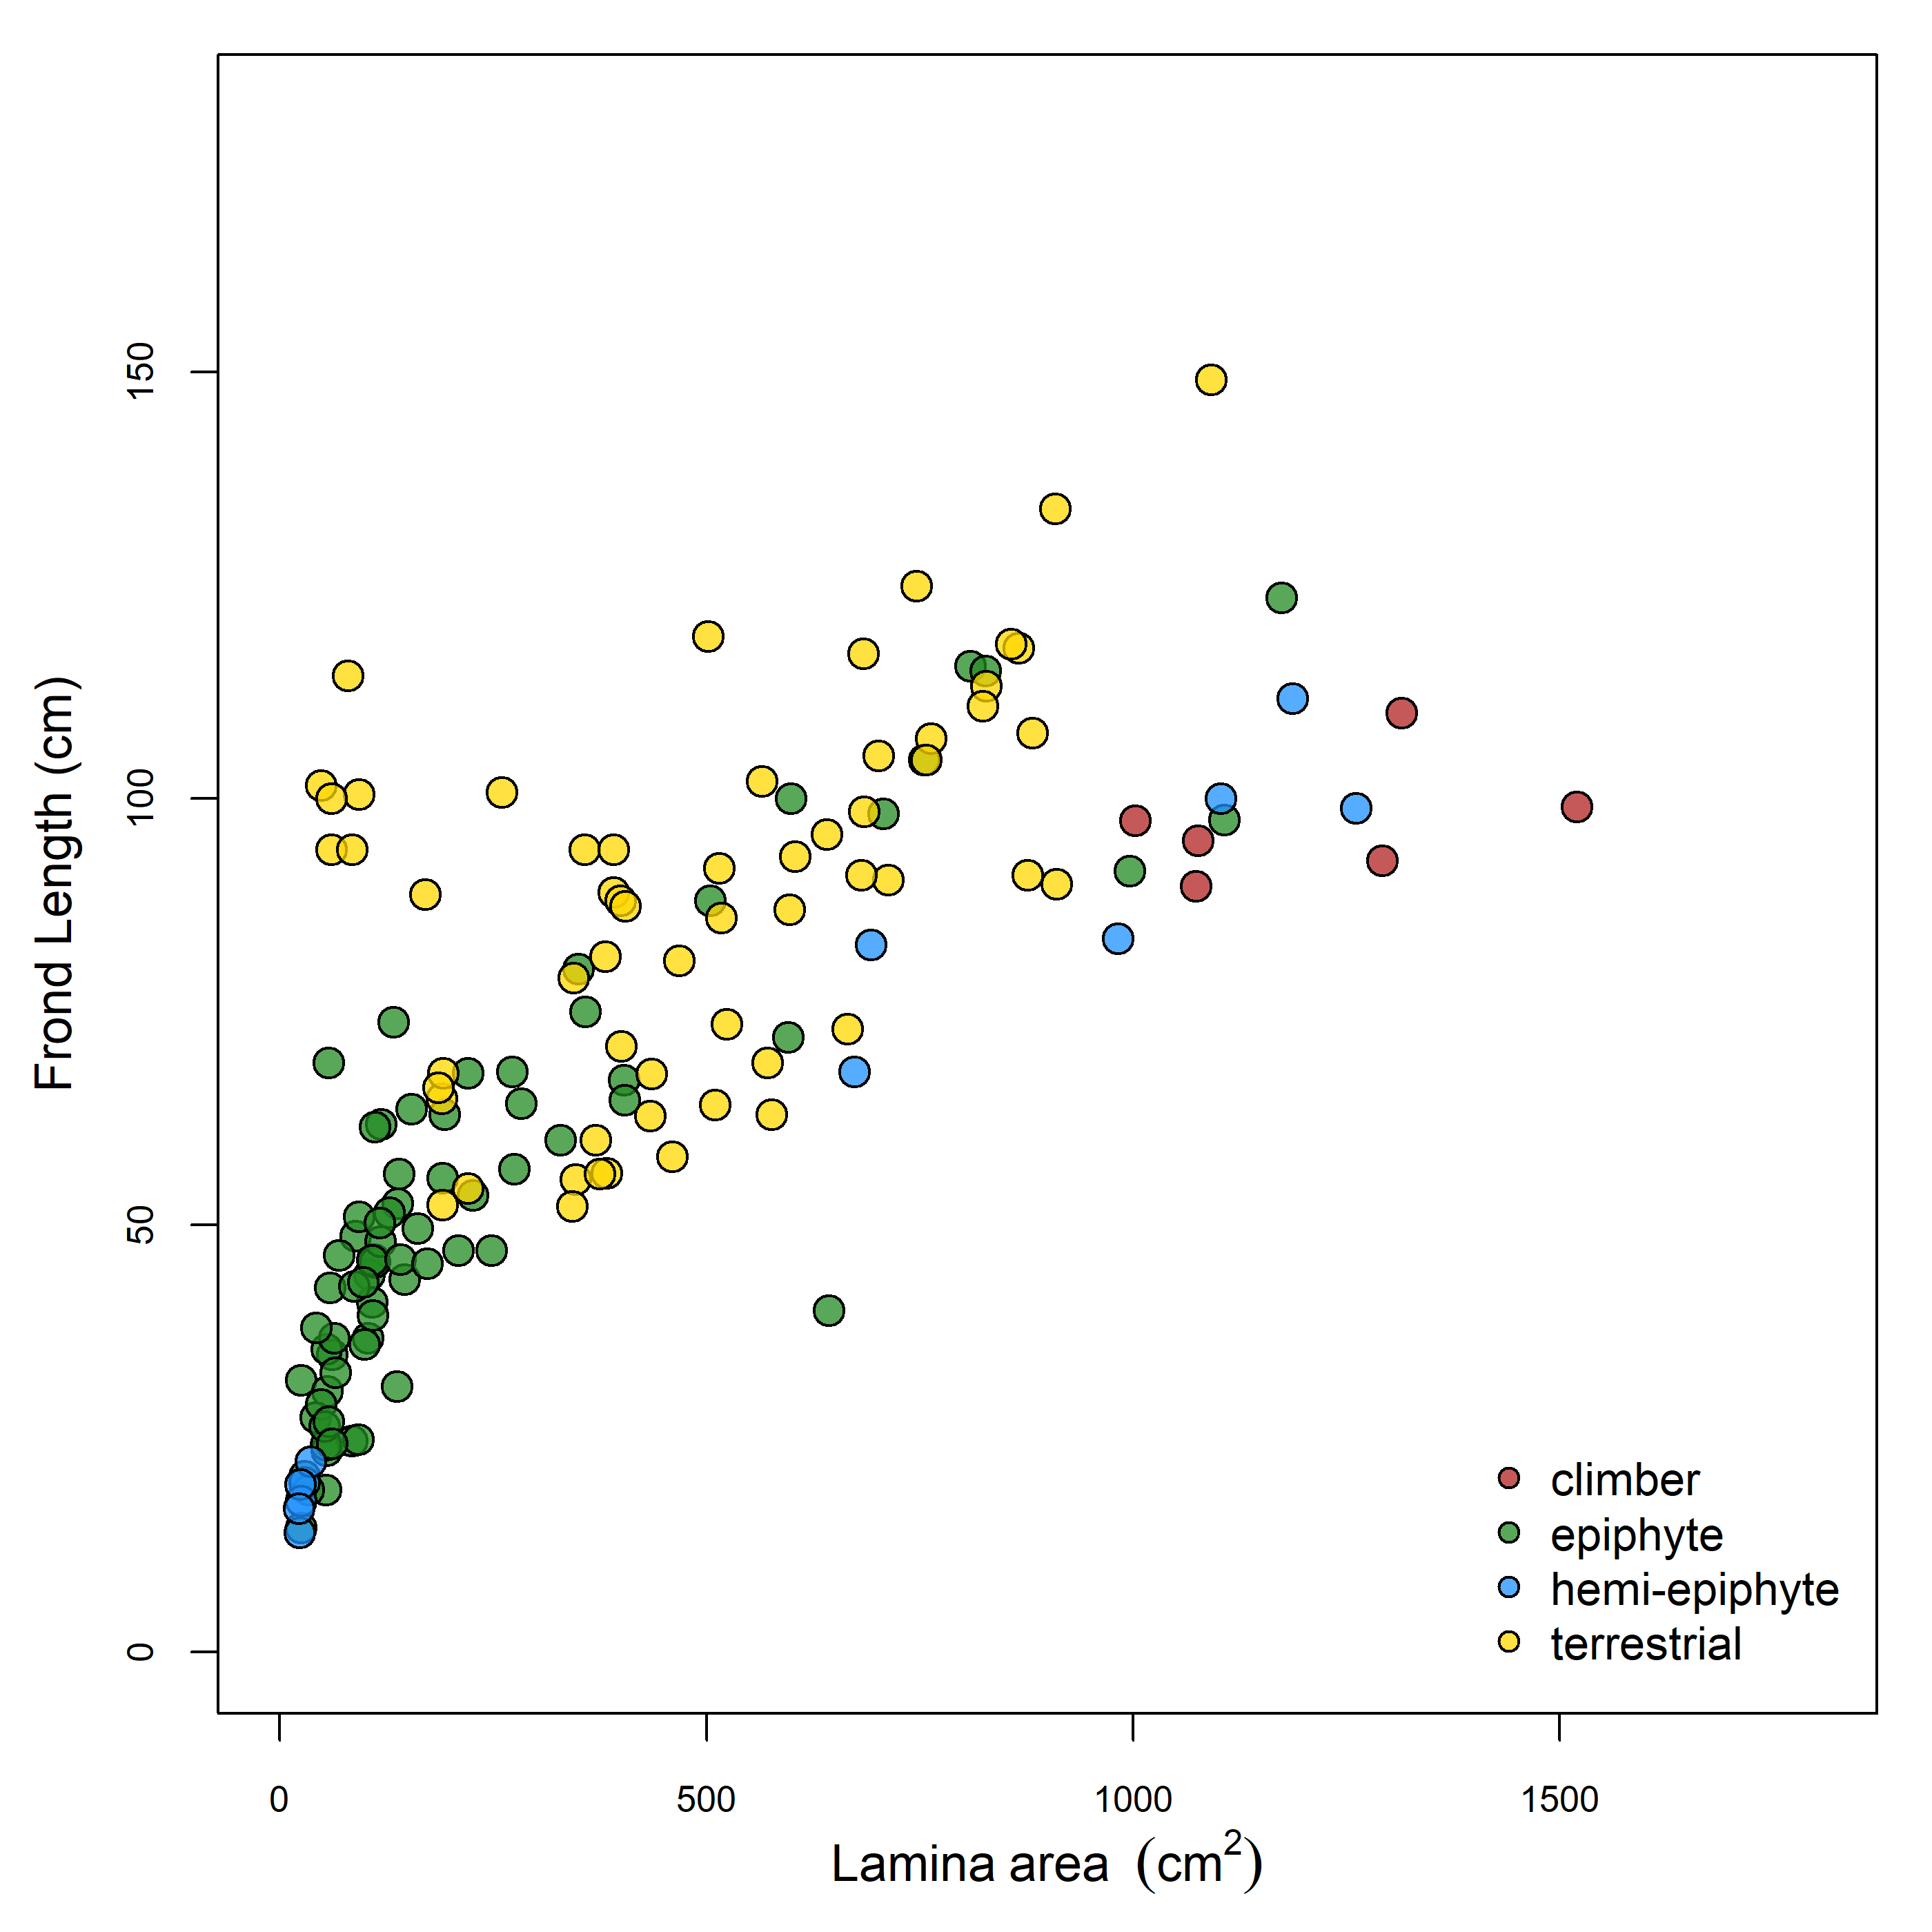 Frond Length (cm)
150
100
50
0
0 500 1000 1500
Lamina area (cm²)
climber
epiphyte
hemi-epiphyte
terrestrial